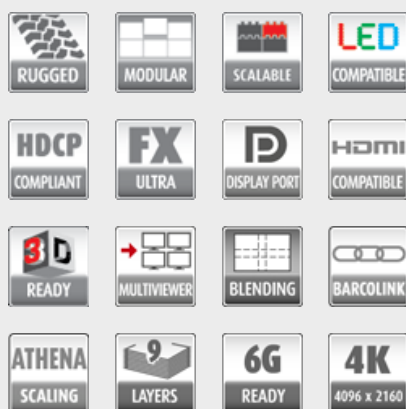 RUGGED
MODULAR
SCALABLE
LED
COMPATIBLE
HDCP
COMPLIANT
FX
ULTRA
D
DISPLAY PORT
HDMI
COMPATIBLE
3D
READY
MULTIVIEWER
BLENDING
BARCOLINK
ATHENA
SCALING
9
LAYERS
6G
READY
4K
4096 x 2160